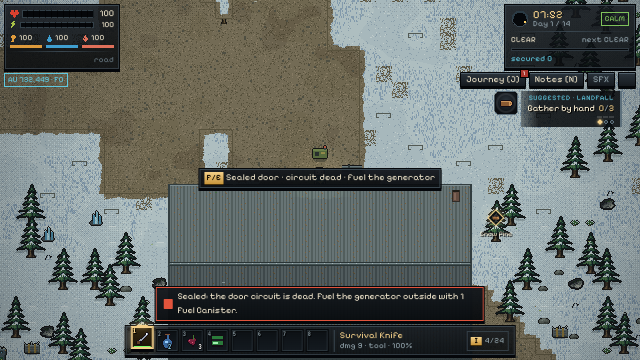 100
100
100 100 100
road
AU 792.449 · FO
07:52
Day 1 / 14
CALM
CLEAR next CLEAR
secured 0
Journey (J) 1 Notes (N) SFX
SUGGESTED · LANDFALL
Gather by hand 0/3
F/E Sealed door · circuit dead · Fuel the generator
Sealed: the door circuit is dead. Fuel the generator outside with 1
Fuel Canister.
2 3 4 5 6 7 8
3
Survival Knife
dmg 9 · tool · 100%
I 4/24